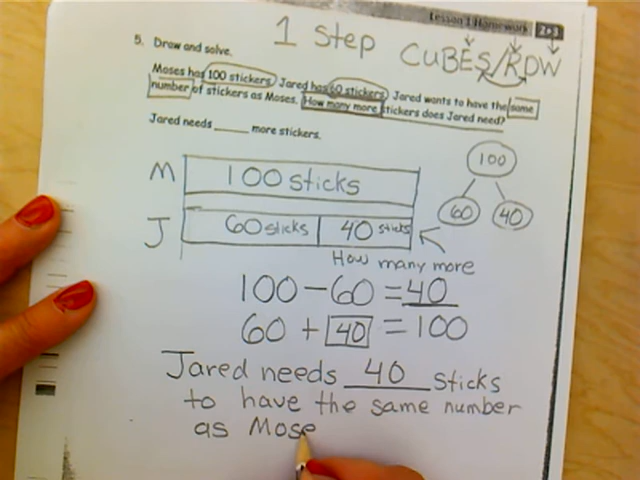 Lesson 1 Homework 2•3
1 Step CUBES/RDW
5. Draw and solve.
Moses has 100 stickers. Jared has 60 stickers. Jared wants to have the same
number of stickers as Moses. How many more stickers does Jared need?
Jared needs _____ more stickers.
M 100 sticks
100
60 40
J 60 sticks 40 sticks
How many more
100 - 60 = 40
60 + 40 = 100
Jared needs 40 sticks
to have the same number
as Mose